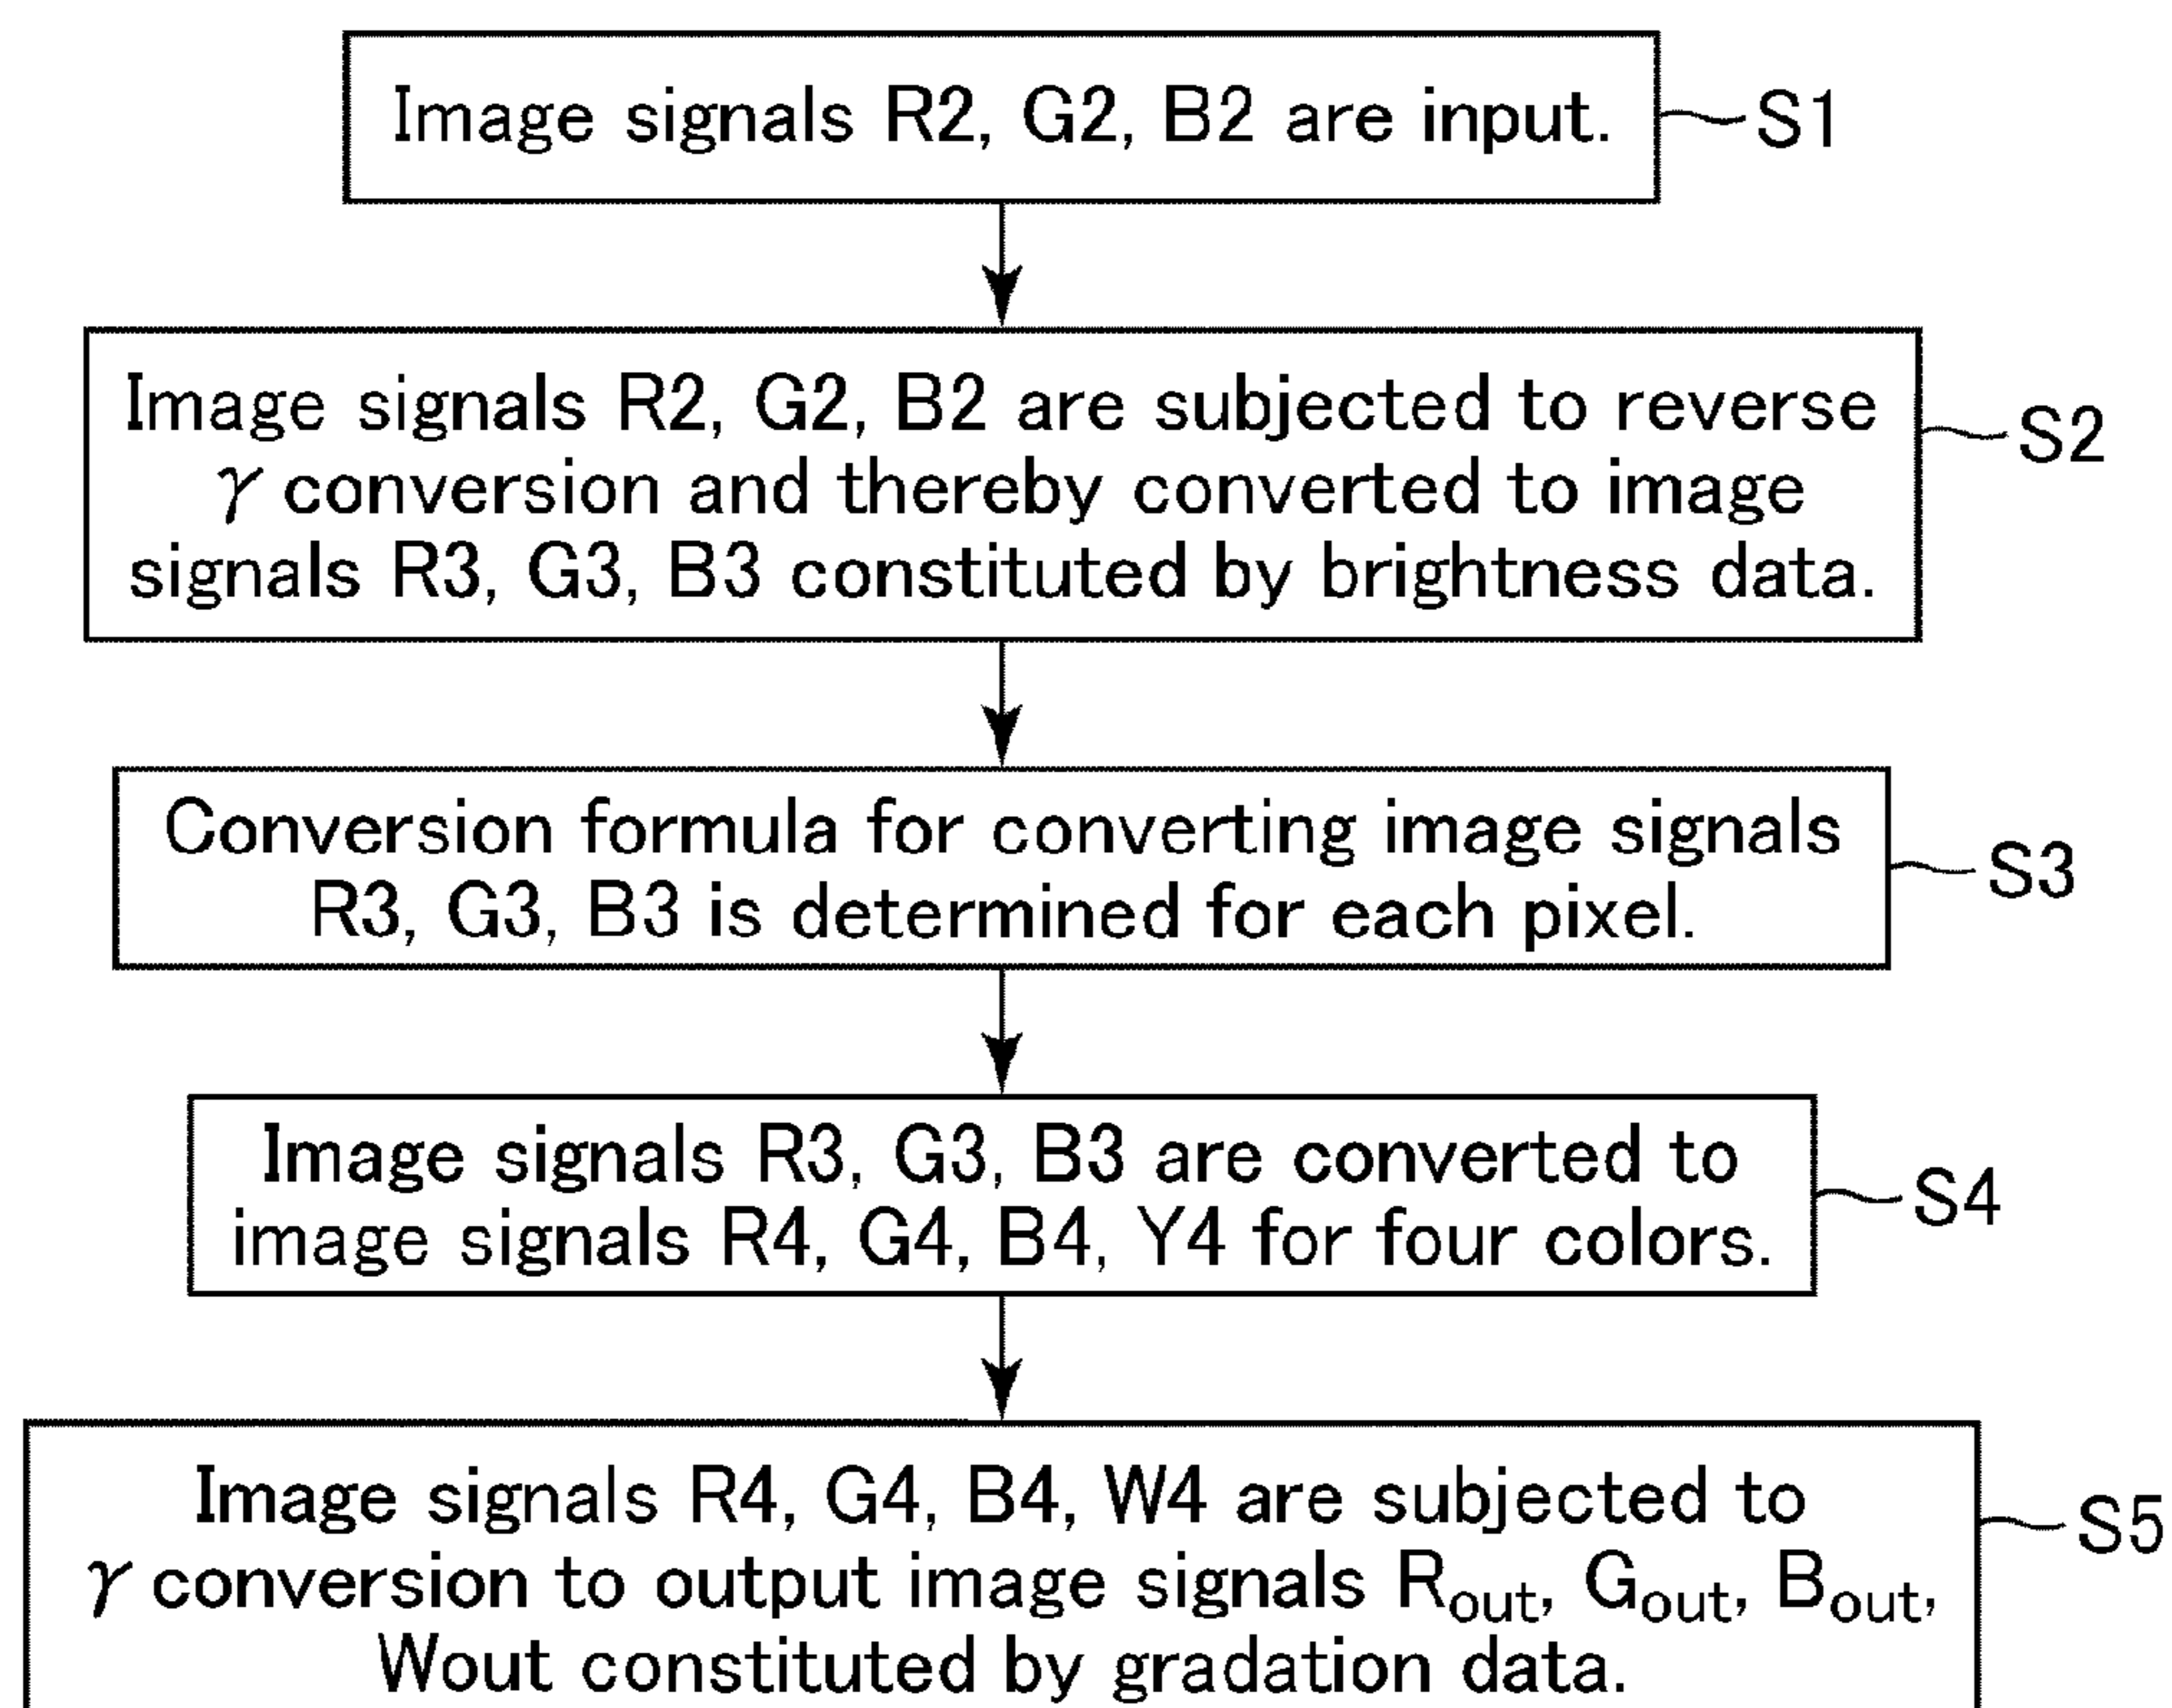 Image signals R2, G2, B2 are input.
S1
Image signals R2, G2, B2 are subjected to reverse
γ conversion and thereby converted to image
signals R3, G3, B3 constituted by brightness data.
S2
Conversion formula for converting image signals
R3, G3, B3 is determined for each pixel.
S3
Image signals R3, G3, B3 are converted to
image signals R4, G4, B4, Y4 for four colors.
S4
Image signals R4, G4, B4, W4 are subjected to
γ conversion to output image signals Rout, Gout, Bout,
Wout constituted by gradation data.
S5